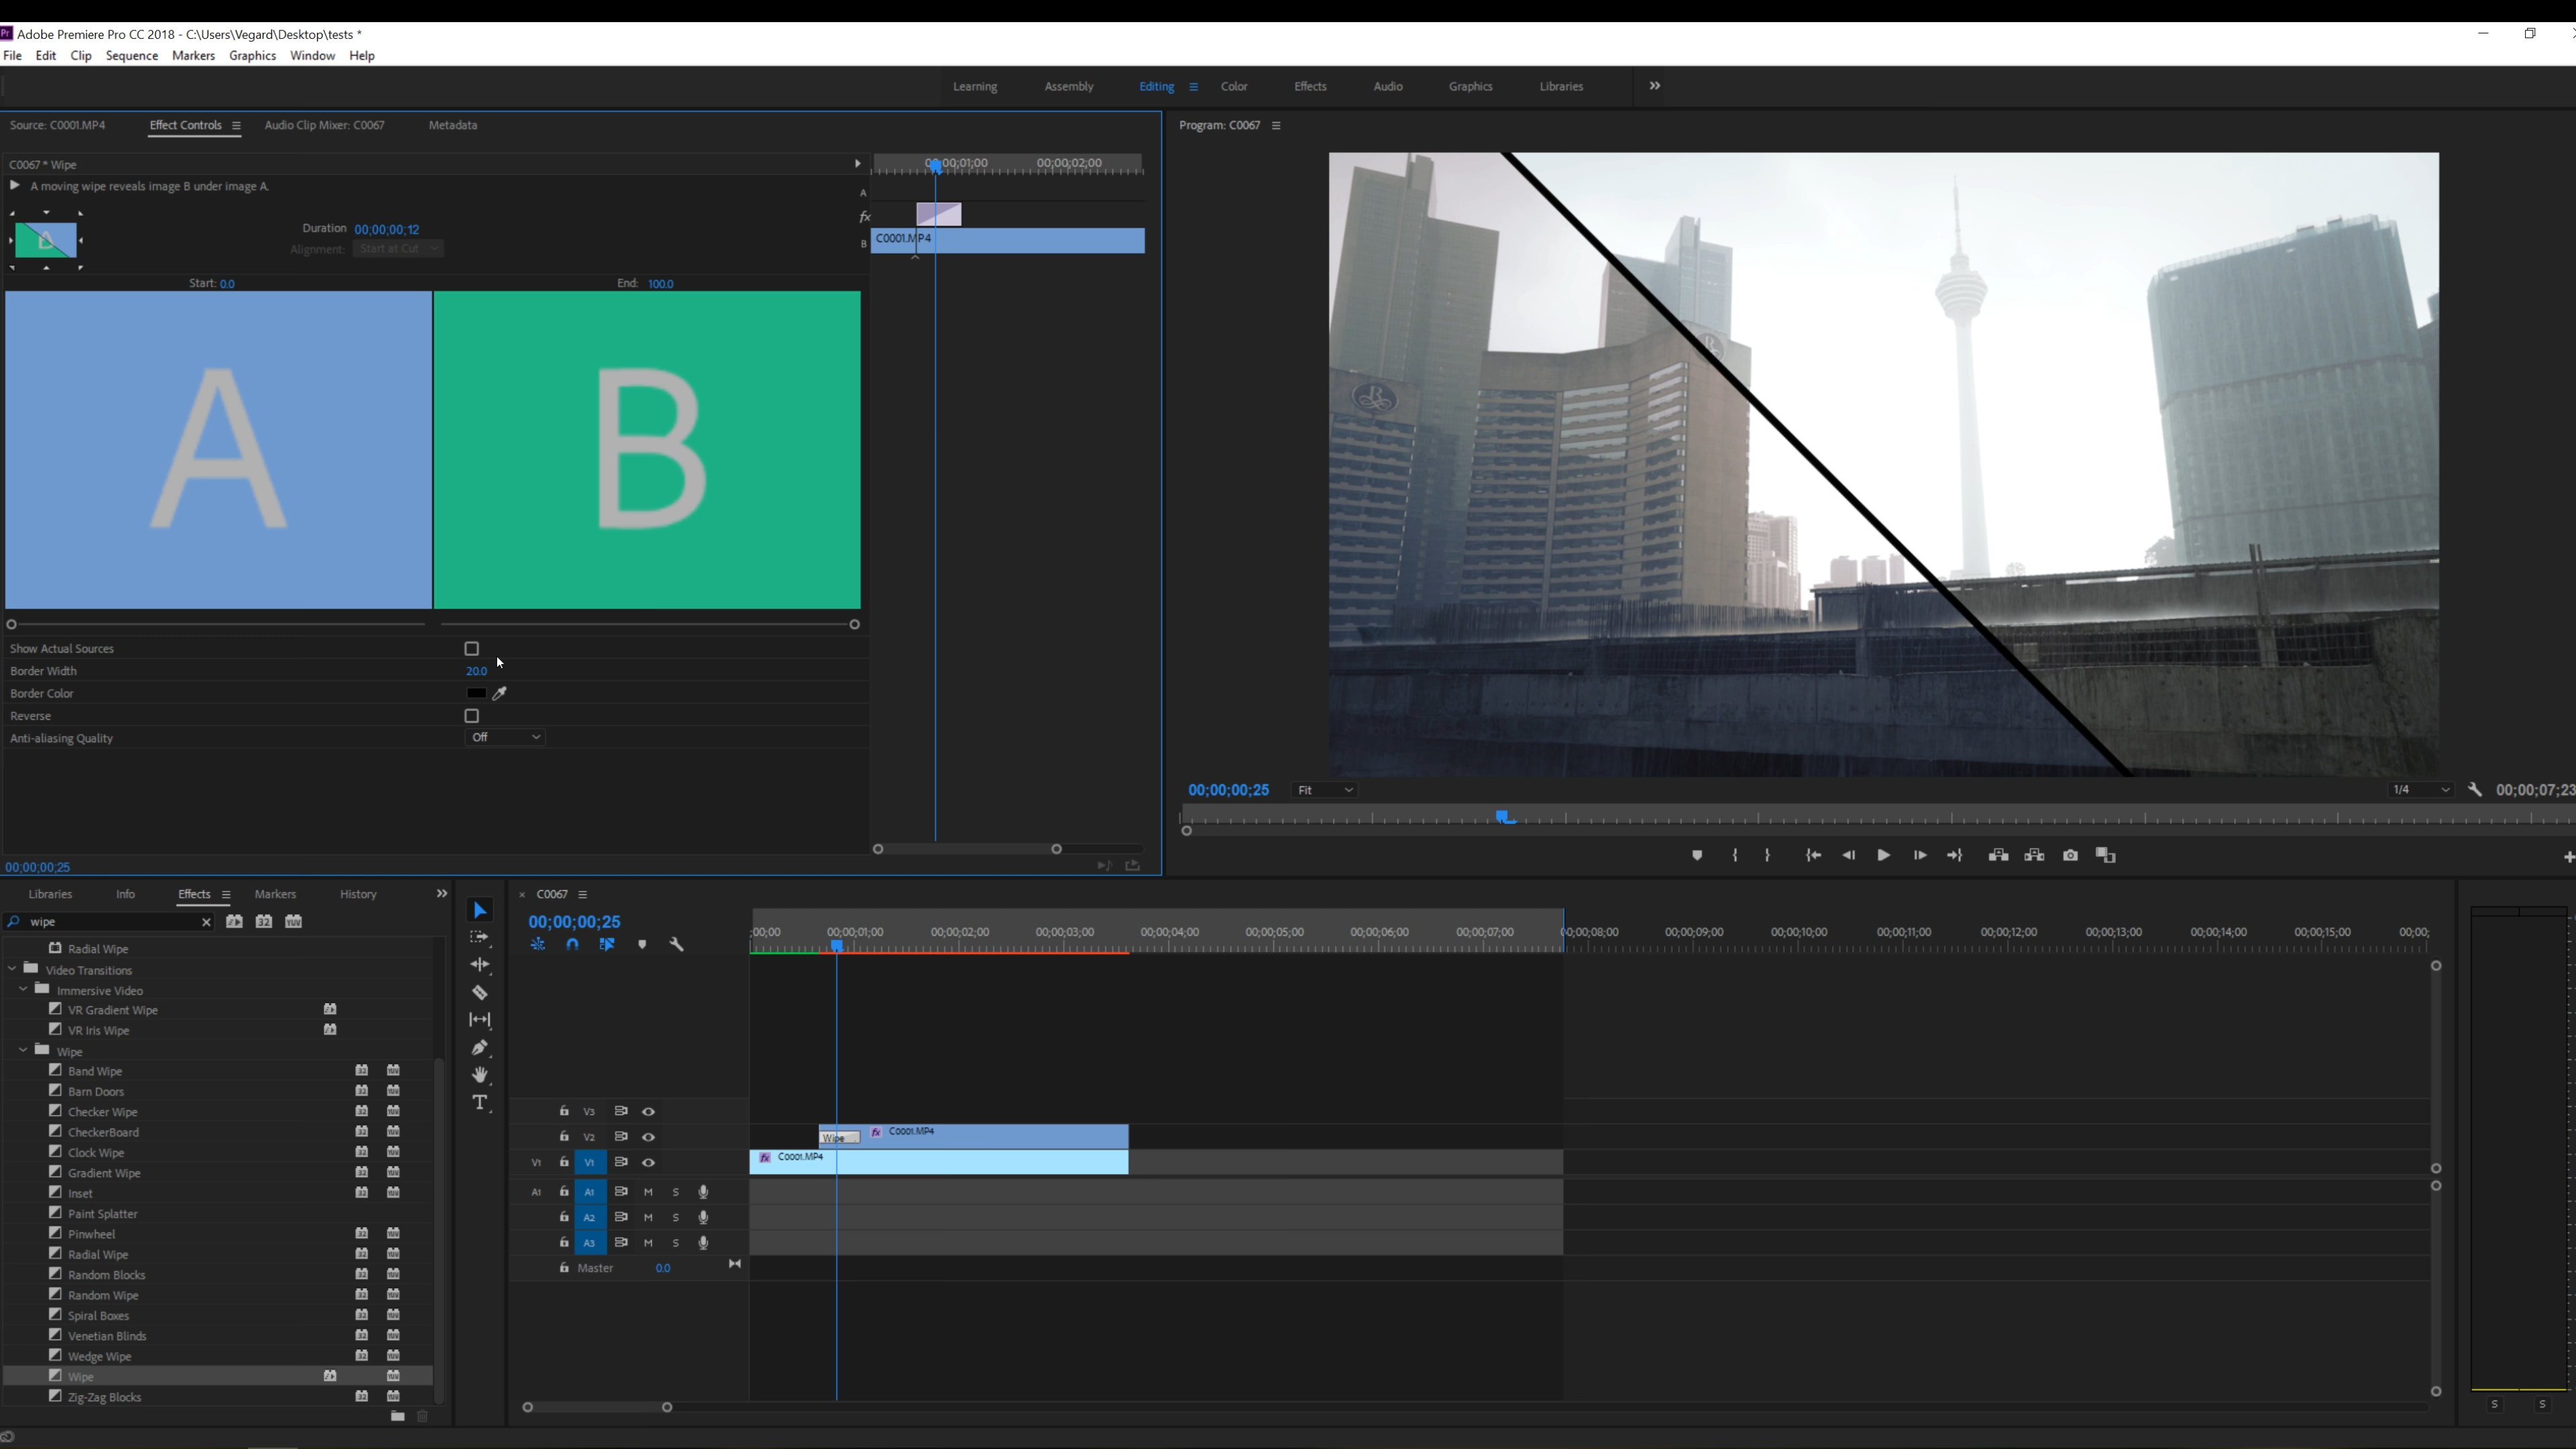 Adobe Premiere Pro CC 2018 - C:\Users\Vegard\Desktop\tests *
File Edit Clip Sequence Markers Graphics Window Help
Learning Assembly Editing Color Effects Audio Graphics Libraries
Source: C0001.MP4 Effect Controls Audio Clip Mixer: C0067 Metadata
Program: C0067
C0067 * Wipe
00;00;01;00 00;00;02;00
A moving wipe reveals image B under image A.
A
fx
B
Duration 00;00;00;12
Alignment: Start at Cut
B C0001.MP4
Start: 0.0 End: 100.0
A B
Show Actual Sources
Border Width 20.0
Border Color
Reverse
Anti-aliasing Quality Off
00;00;00;25 Fit 1/4 00;00;07;23
00;00;00;25
Libraries Info Effects Markers History
wipe
Radial Wipe
Video Transitions
Immersive Video
VR Gradient Wipe
VR Iris Wipe
Wipe
Band Wipe
Barn Doors
Checker Wipe
CheckerBoard
Clock Wipe
Gradient Wipe
Inset
Paint Splatter
Pinwheel
Radial Wipe
Random Blocks
Random Wipe
Spiral Boxes
Venetian Blinds
Wedge Wipe
Wipe
Zig-Zag Blocks
C0067
00;00;00;25
;00;00 00;00;01;00 00;00;02;00 00;00;03;00 00;00;04;00 00;00;05;00 00;00;06;00 00;00;07;00 00;00;08;00 00;00;09;00 00;00;10;00 00;00;11;00 00;00;12;00 00;00;13;00 00;00;14;00 00;00;15;00 00;00;
V3
V2 Wipe fx C0001.MP4
V1 V1 fx C0001.MP4
A1 A1 M S
A2 M S
A3 M S
Master 0.0
S S